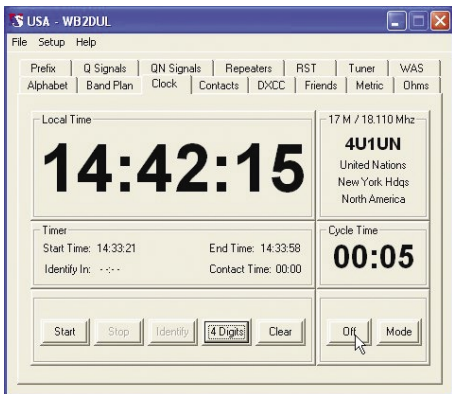 USA - WB2DUL
File Setup Help
Prefix Q Signals QN Signals Repeaters RST Tuner WAS
Alphabet Band Plan Clock Contacts DXCC Friends Metric Ohms
Local Time
14:42:15
17 M / 18.110 Mhz
4U1UN
United Nations
New York Hdqs
North America
Timer
Start Time: 14:33:21 End Time: 14:33:58
Identify In: --:-- Contact Time: 00:00
Cycle Time
00:05
Start Stop Identify 4 Digits Clear
Off Mode